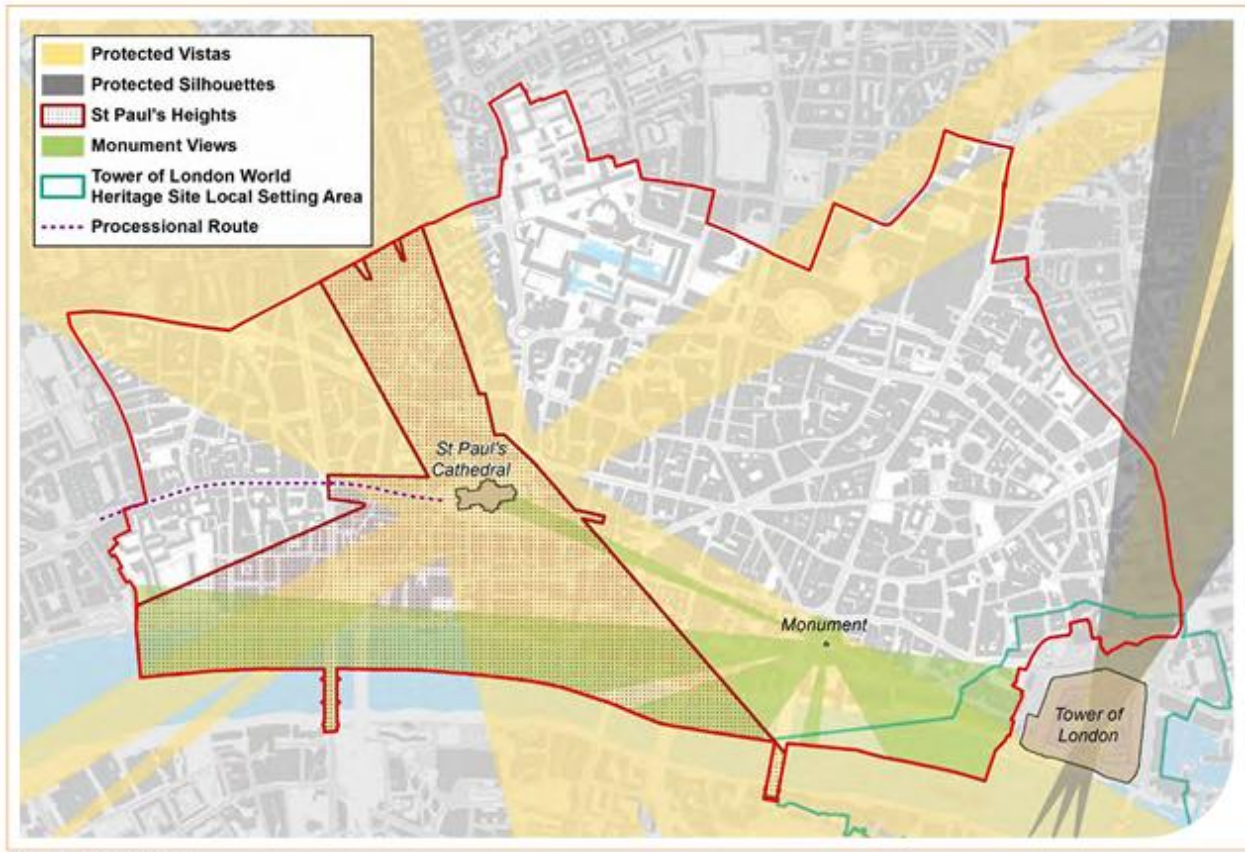 Protected Vistas
Protected Silhouettes
St Paul's Heights
Monument Views
Tower of London World
Heritage Site Local Setting Area
Processional Route
St Paul's
Cathedral
Monument
Tower of
London